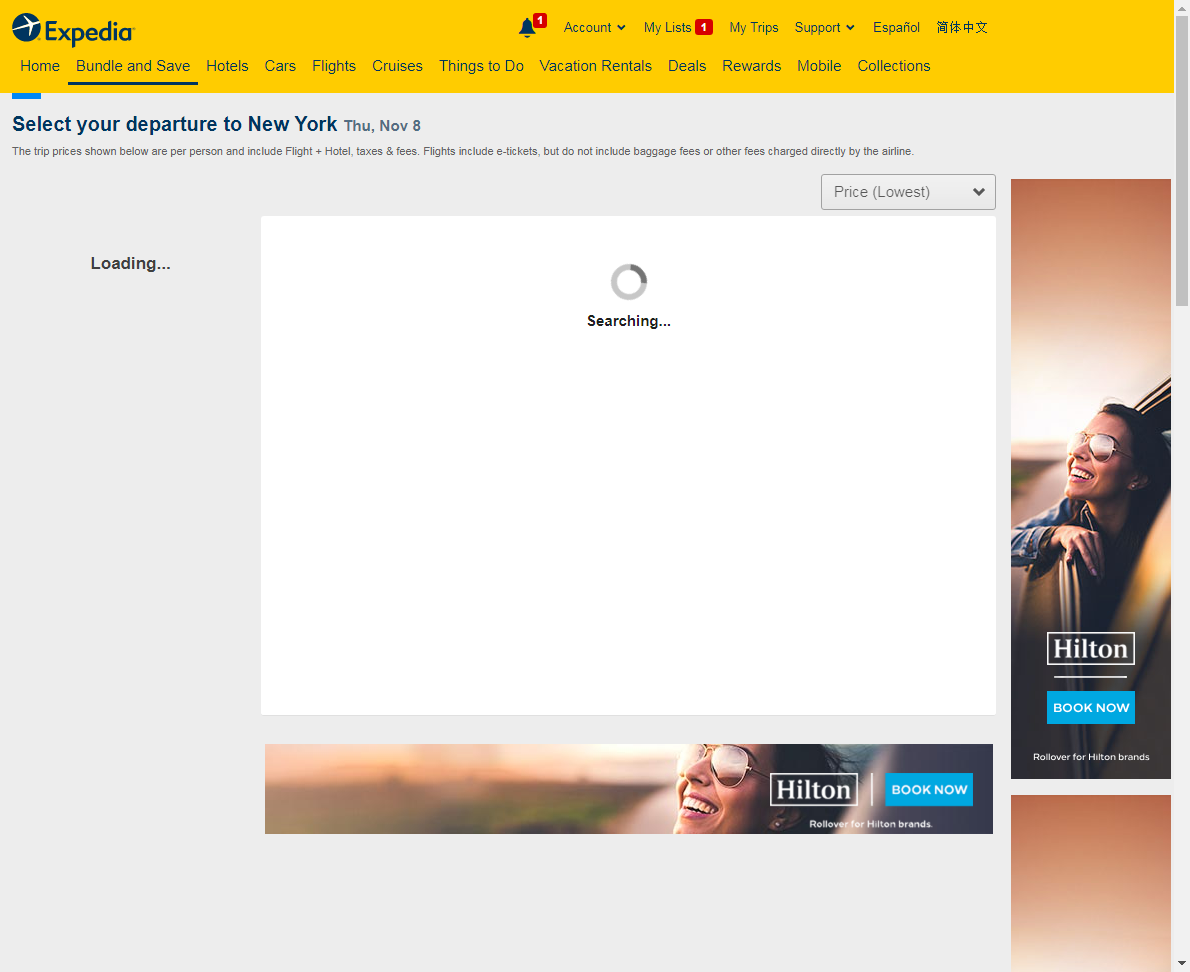 Expedia
1
Account
My Lists 1
My Trips
Support
Español
简体中文
Home
Bundle and Save
Hotels
Cars
Flights
Cruises
Things to Do
Vacation Rentals
Deals
Rewards
Mobile
Collections
Select your departure to New York Thu, Nov 8
The trip prices shown below are per person and include Flight + Hotel, taxes & fees. Flights include e-tickets, but do not include baggage fees or other fees charged directly by the airline.
Price (Lowest)
Loading...
Searching...
Hilton
BOOK NOW
Rollover for Hilton brands
Hilton
BOOK NOW
Rollover for Hilton brands.